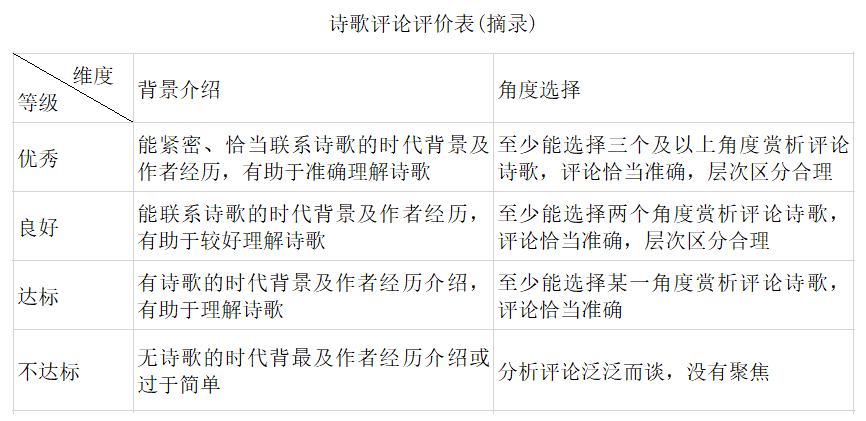 诗歌评论评价表(摘录)
维度
等级
背景介绍
角度选择
优秀
能紧密、恰当联系诗歌的时代背景及
作者经历，有助于准确理解诗歌
至少能选择三个及以上角度赏析评论
诗歌，评论恰当准确，层次区分合理
良好
能联系诗歌的时代背景及作者经历，
有助于较好理解诗歌
至少能选择两个角度赏析评论诗歌，
评论恰当准确，层次区分合理
达标
有诗歌的时代背景及作者经历介绍，
有助于理解诗歌
至少能选择某一角度赏析评论诗歌，
评论恰当准确
不达标
无诗歌的时代背最及作者经历介绍或
过于简单
分析评论泛泛而谈，没有聚焦